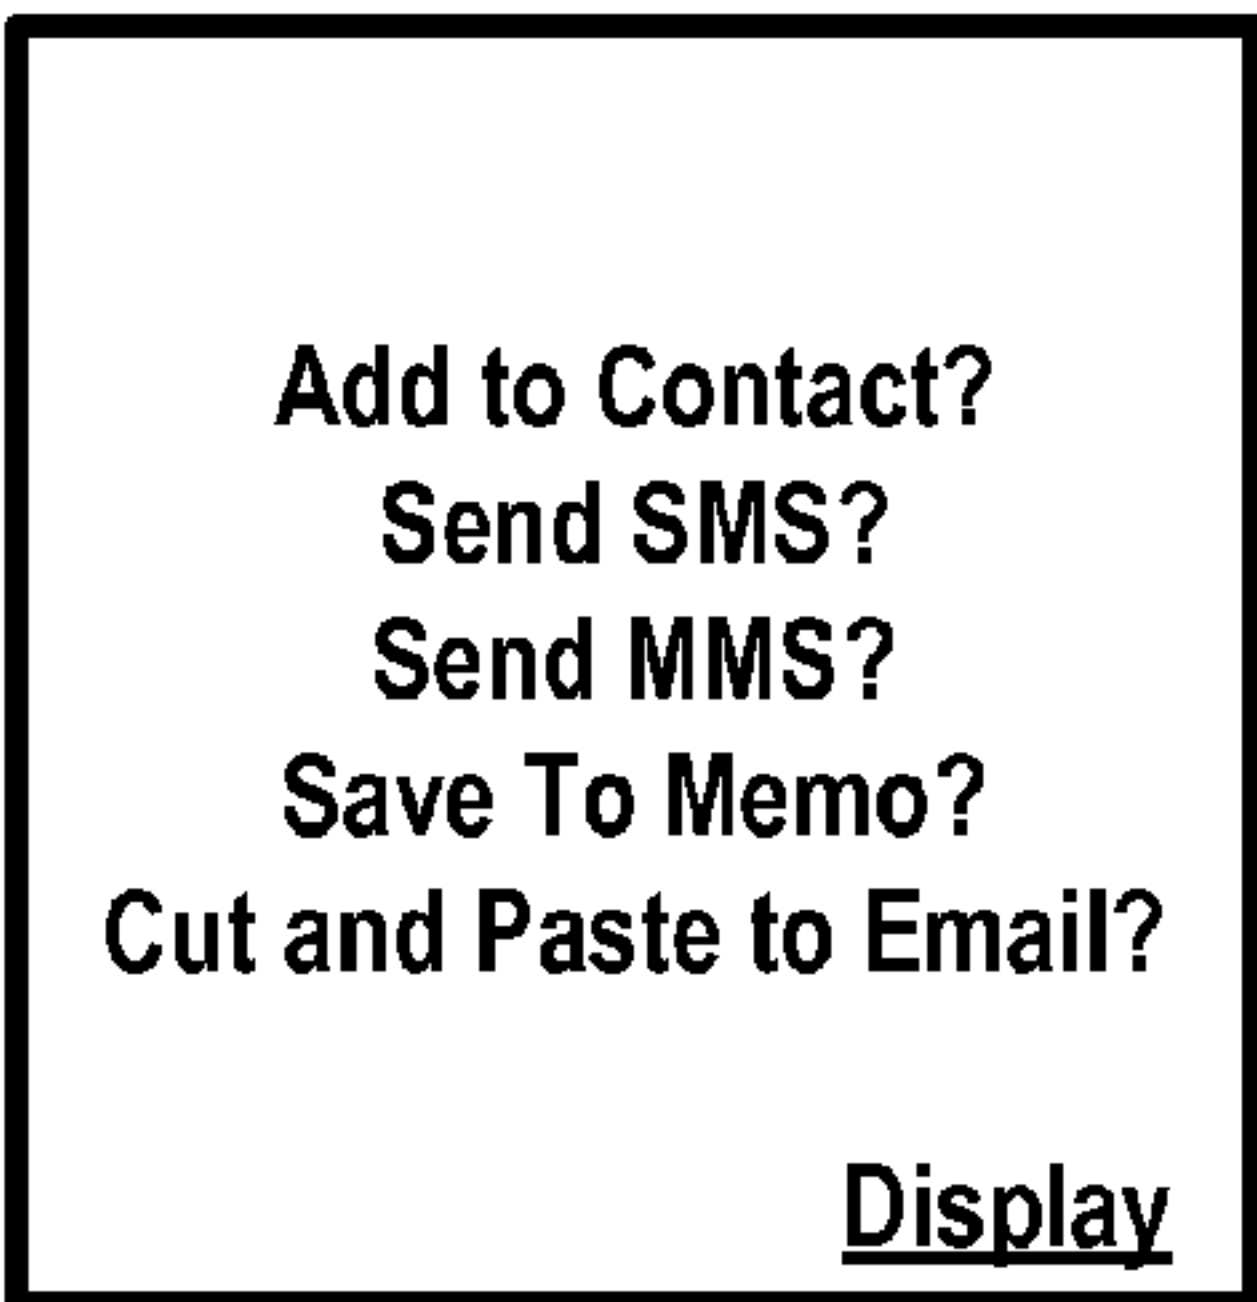 Add to Contact?
Send SMS?
Send MMS?
Save To Memo?
Cut and Paste to Email?
Display